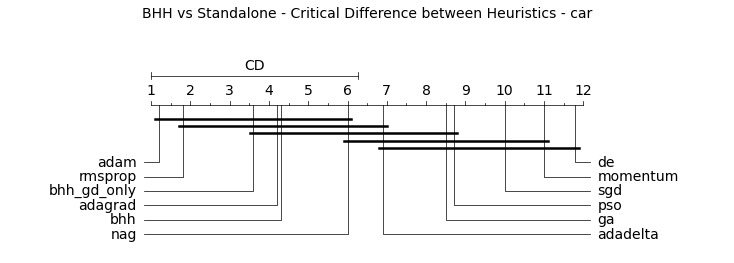 BHH vs Standalone - Critical Difference between Heuristics - car
CD
1 2 3 4 5 6 7 8 9 10 11 12
adam de
rmsprop momentum
bhh_gd_only sgd
adagrad pso
bhh ga
nag adadelta